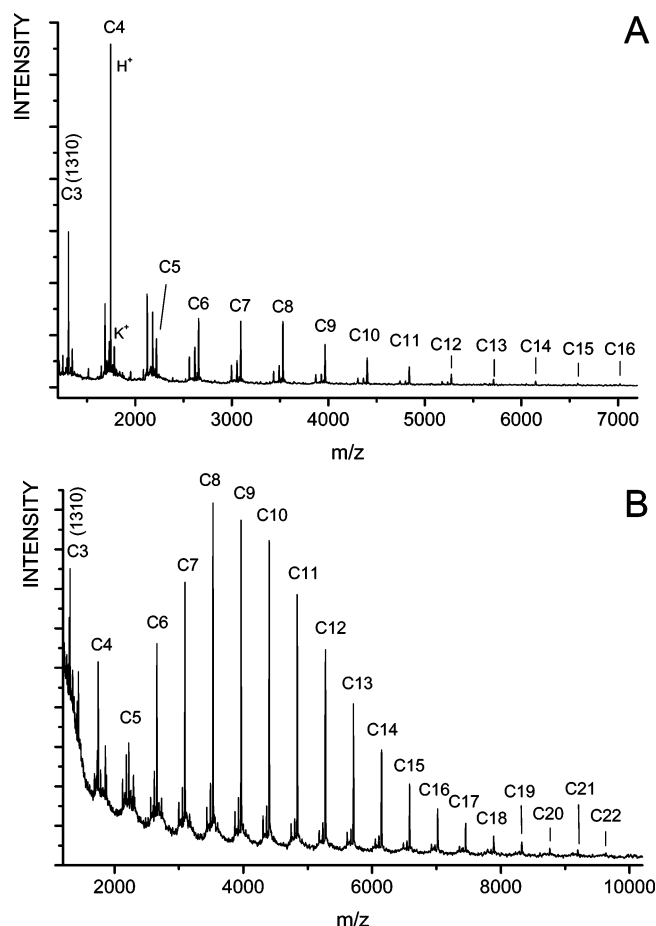 A
INTENSITY
C4
H⁺
C3 (1310)
K⁺
C5
C6
C7
C8
C9
C10
C11
C12
C13
C14
C15
C16
2000
3000
4000
5000
6000
7000
m/z
B
INTENSITY
C3 (1310)
C4
C5
C6
C7
C8
C9
C10
C11
C12
C13
C14
C15
C16
C17
C18
C19
C20
C21
C22
2000
4000
6000
8000
10000
m/z